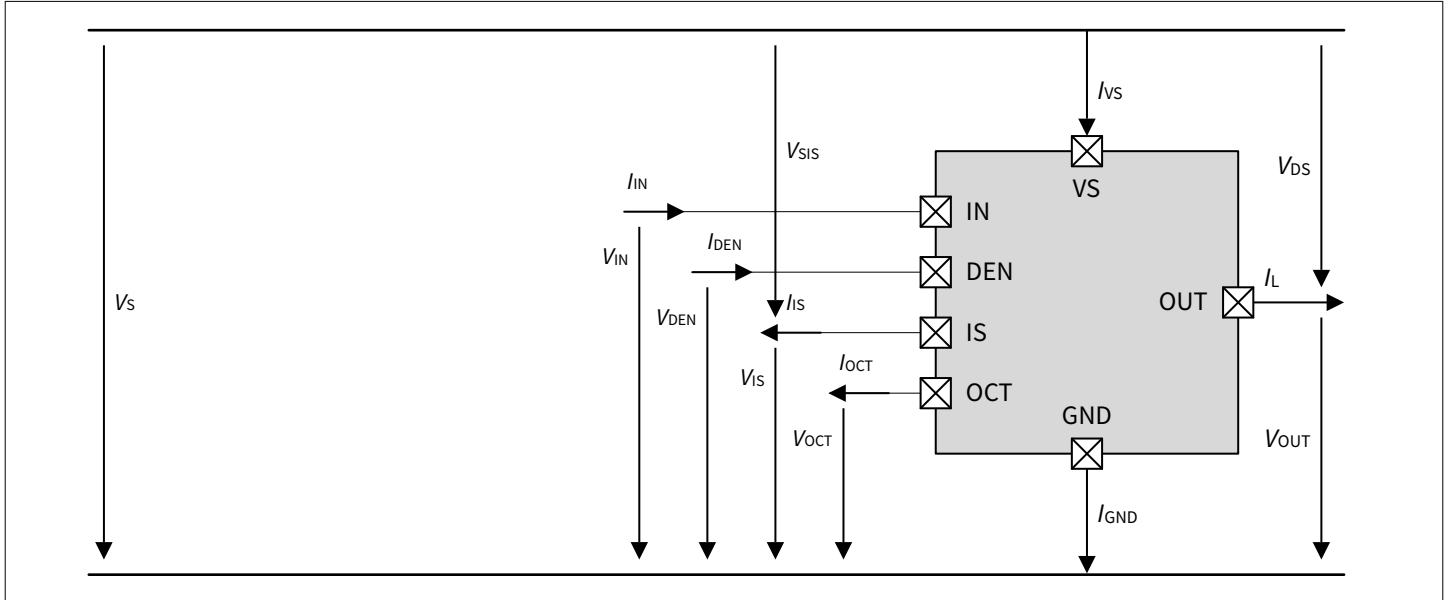 IVS
VSIS
VDS
VS
IIN
IN
VIN
IDEN
DEN
VS
IL
OUT
VDEN
IIS
IS
IOCT
VIS
OCT
GND
VOCT
VOUT
IGND